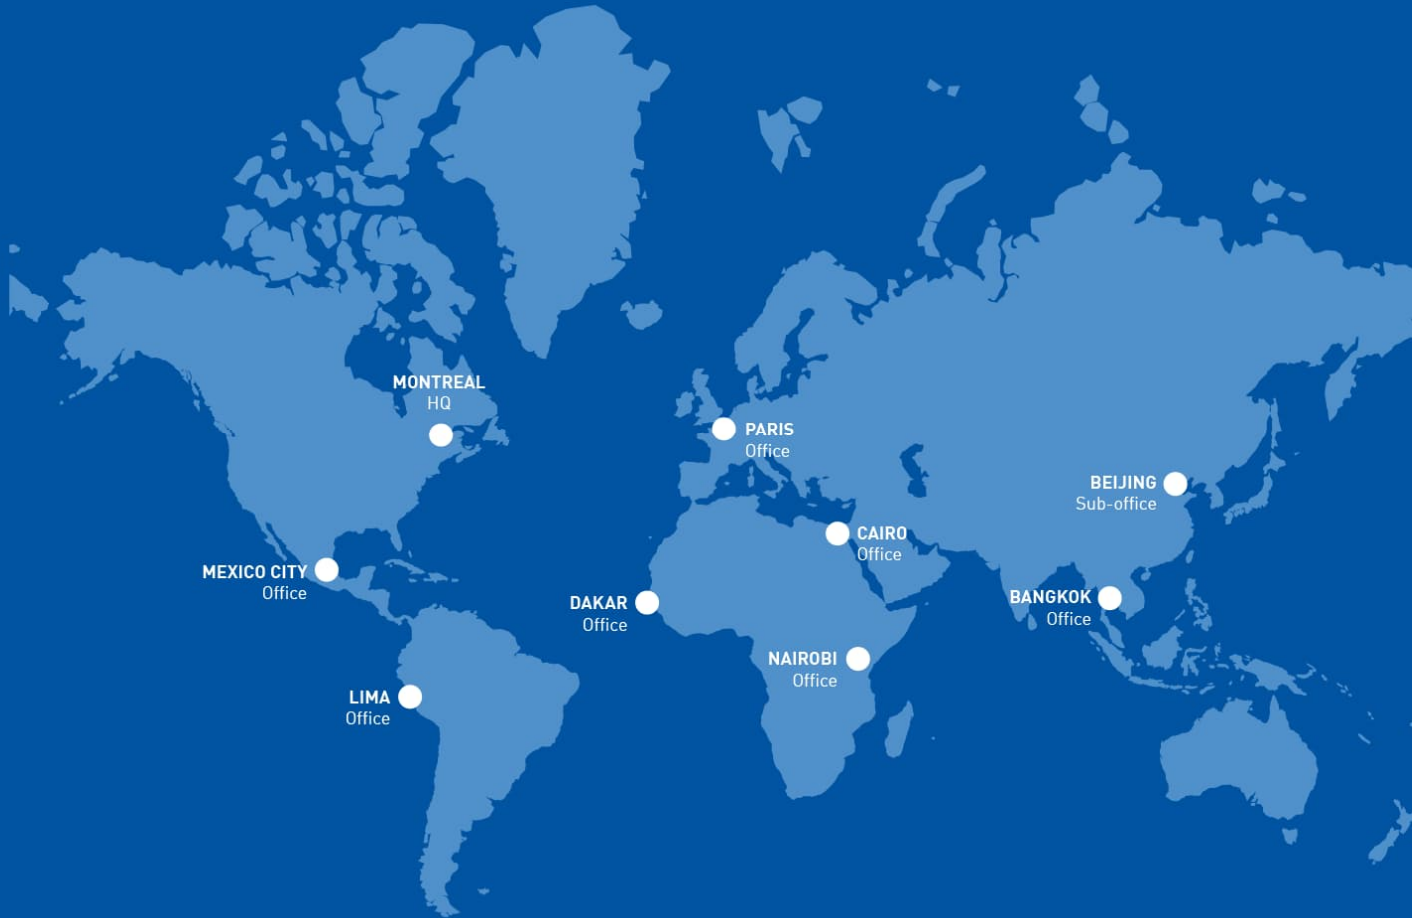 MONTREAL
HQ
PARIS
Office
BEIJING
Sub-office
CAIRO
Office
MEXICO CITY
Office
DAKAR
Office
BANGKOK
Office
NAIROBI
Office
LIMA
Office